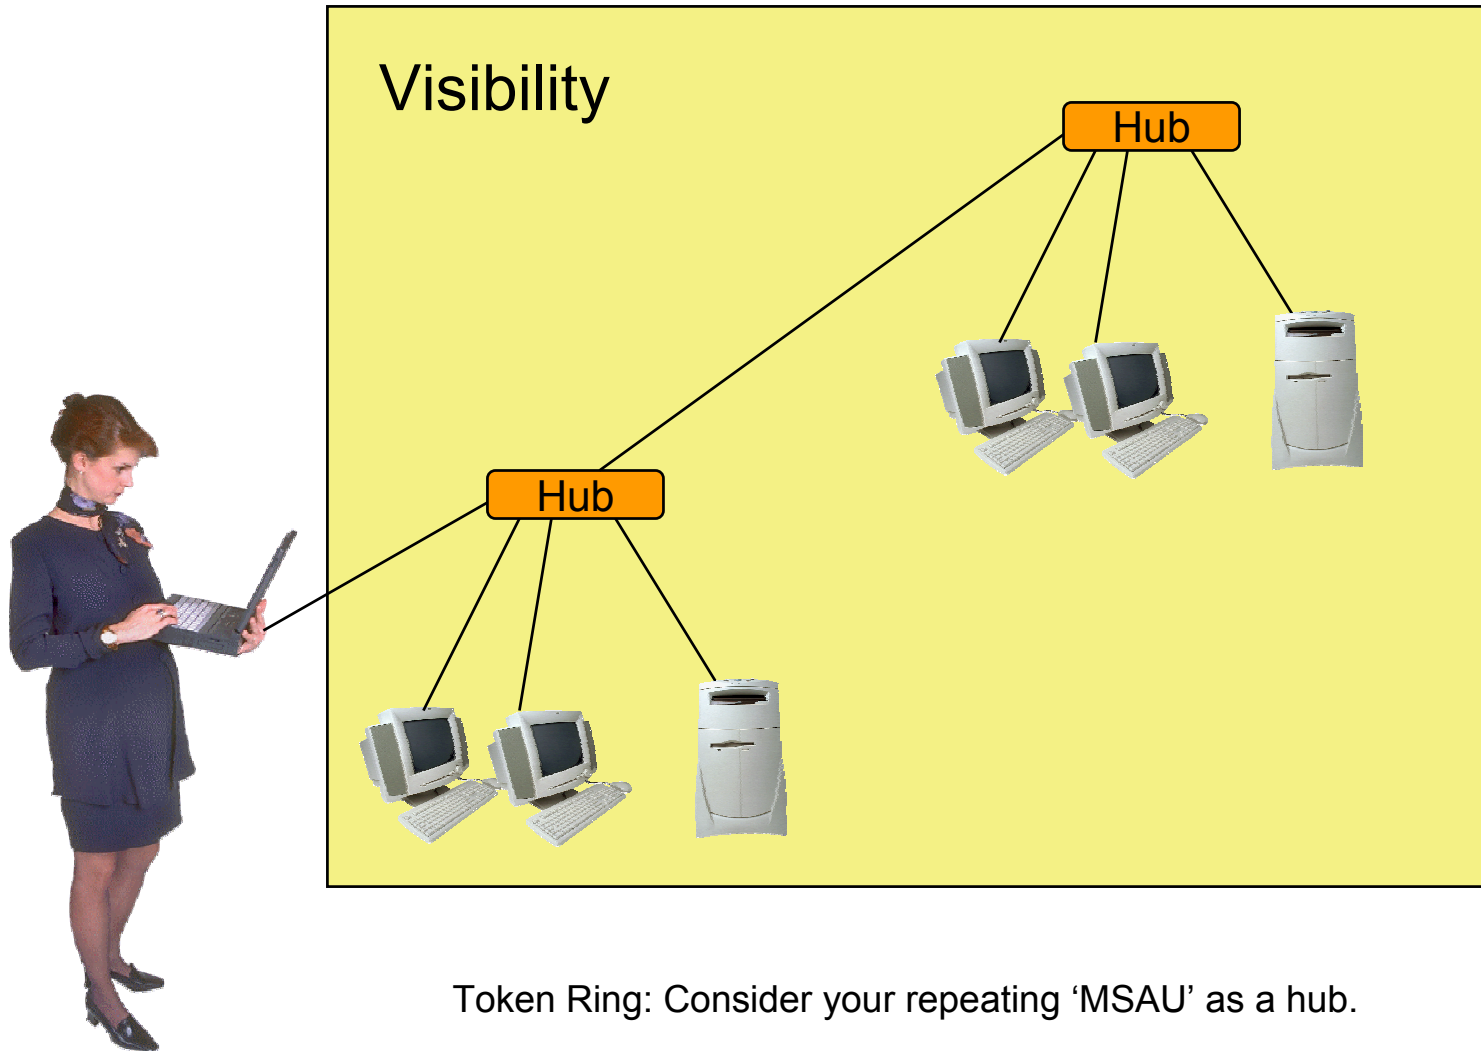 Visibility
Hub
Hub
Token Ring: Consider your repeating ‘MSAU’ as a hub.